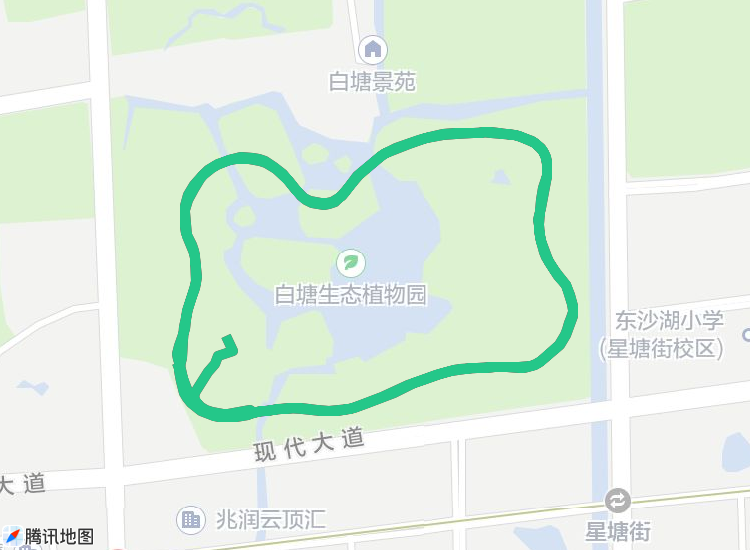 白塘景苑
白塘生态植物园
东沙湖小学
(星塘街校区)
现代大道
大道
兆润云顶汇
星塘街
腾讯地图